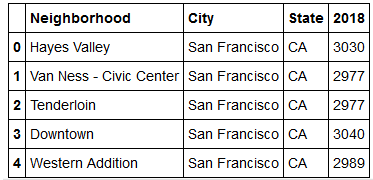 Neighborhood City State 2018
0 Hayes Valley San Francisco CA 3030
1 Van Ness - Civic Center San Francisco CA 2977
2 Tenderloin San Francisco CA 2977
3 Downtown San Francisco CA 3040
4 Western Addition San Francisco CA 2989